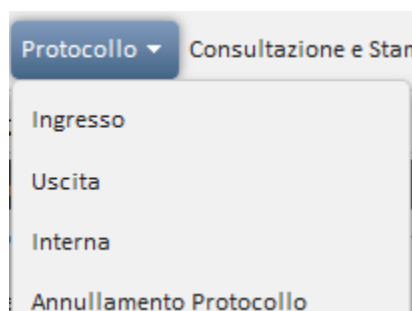 Protocollo Consultazione e
Ingresso
Uscita
Interna
Annullamento Protocollo